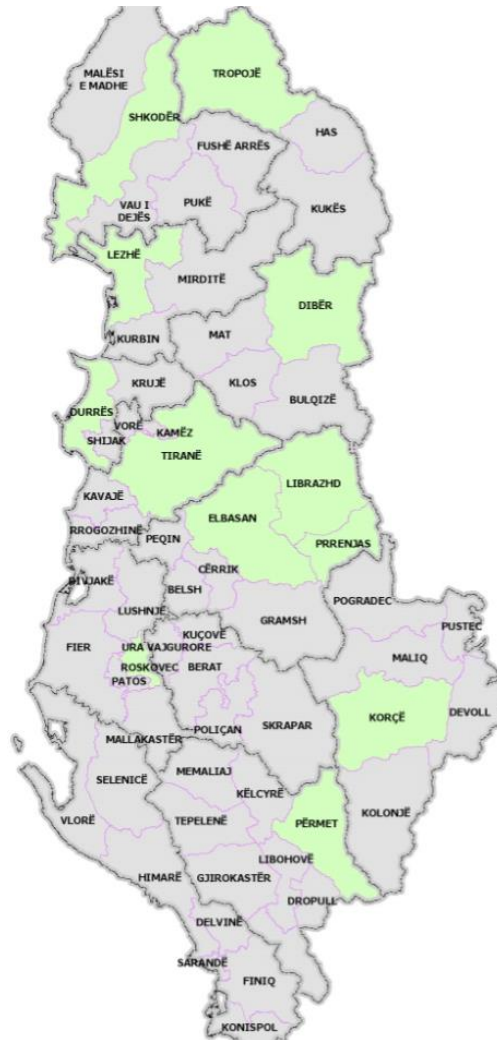 MALËSI
E MADHE
TROPOJË
SHKODËR
HAS
FUSHË ARRËS
VAU I
DEJËS
PUKË
KUKËS
LEZHË
MIRDITË
DIBËR
KURBIN
MAT
KRUJË
KLOS
BULQIZË
DURRËS
VORË
KAMËZ
SHIJAK
TIRANË
LIBRAZHD
KAVAJË
ELBASAN
RROGOZHINË
PEQIN
PRRENJAS
CËRRIK
DIVJAKË
BELSH
POGRADEC
LUSHNJË
GRAMSH
PUSTEC
KUÇOVË
FIER
URA VAJGURORE
MALIQ
ROSKOVEC
BERAT
PATOS
KORÇË
DEVOLL
POLIÇAN
SKRAPAR
MALLAKASTËR
MEMALIAJ
SELENICË
KËLCYRË
KOLONJË
VLORË
TEPELENË
PËRMET
LIBOHOVË
HIMARË
GJIROKASTËR
DROPULL
DELVINË
SARANDË
FINIQ
KONISPOL